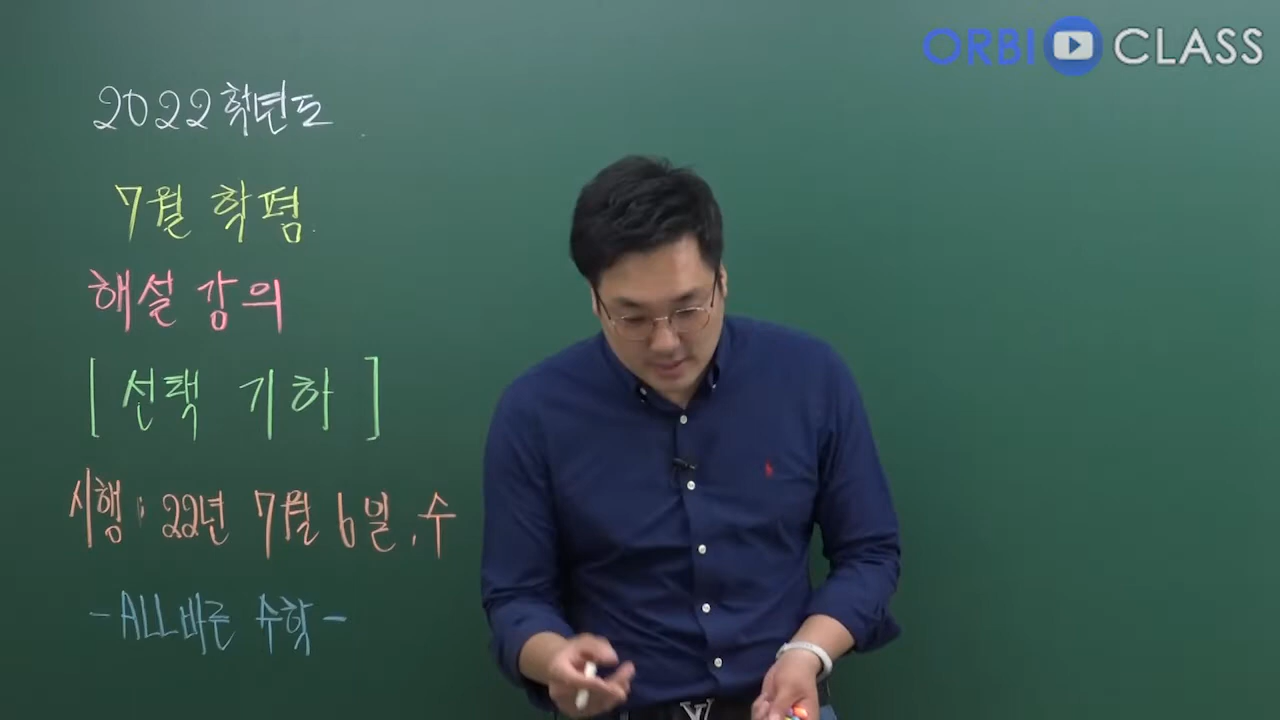 ORBI CLASS
2022학년도
7월 학평
해설 강의
[선택 기하]
시행 : 22년 7월 6일, 수
-ALL바른 수학-